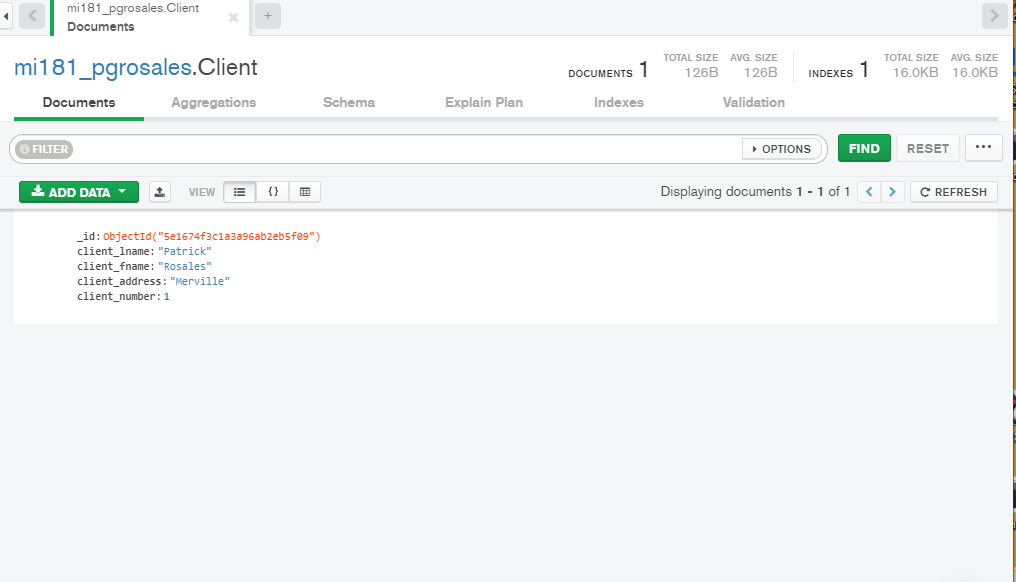 mi181_pgrosales.Client
Documents
mi181_pgrosales.Client
DOCUMENTS 1 TOTAL SIZE 126B AVG. SIZE 126B INDEXES 1 TOTAL SIZE 16.0KB AVG. SIZE 16.0KB
Documents Aggregations Schema Explain Plan Indexes Validation
FILTER OPTIONS FIND RESET ...
ADD DATA VIEW {} Displaying documents 1 - 1 of 1 < > REFRESH
_id: ObjectId("5e1674f3c1a3a96ab2eb5f09")
client_lname: "Patrick"
client_fname: "Rosales"
client_address: "Merville"
client_number: 1